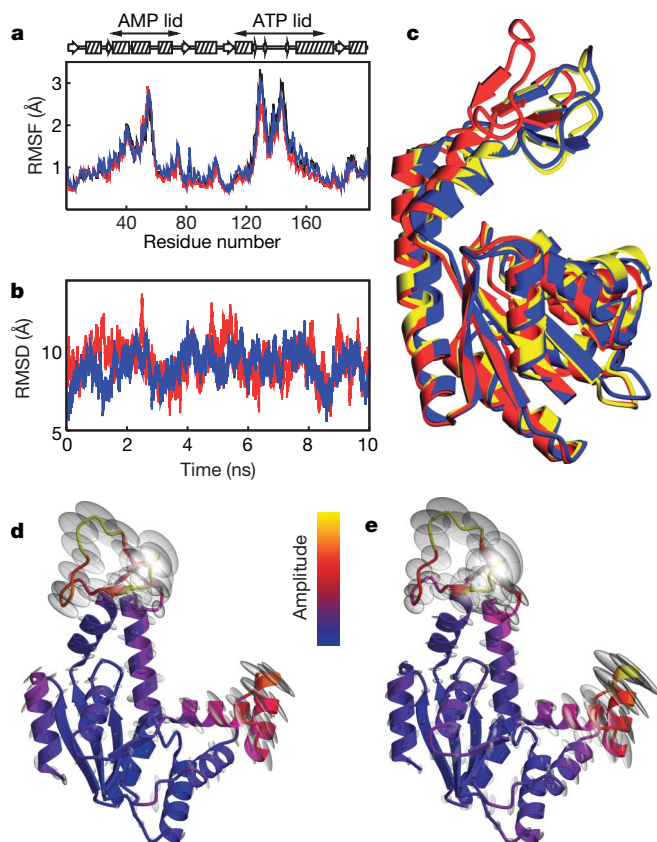 a
AMP lid
ATP lid
3
2
1
RMSF (Å)
40
80
120
160
Residue number
b
10
5
RMSD (Å)
0
2
4
6
8
10
Time (ns)
c
d
Amplitude
e